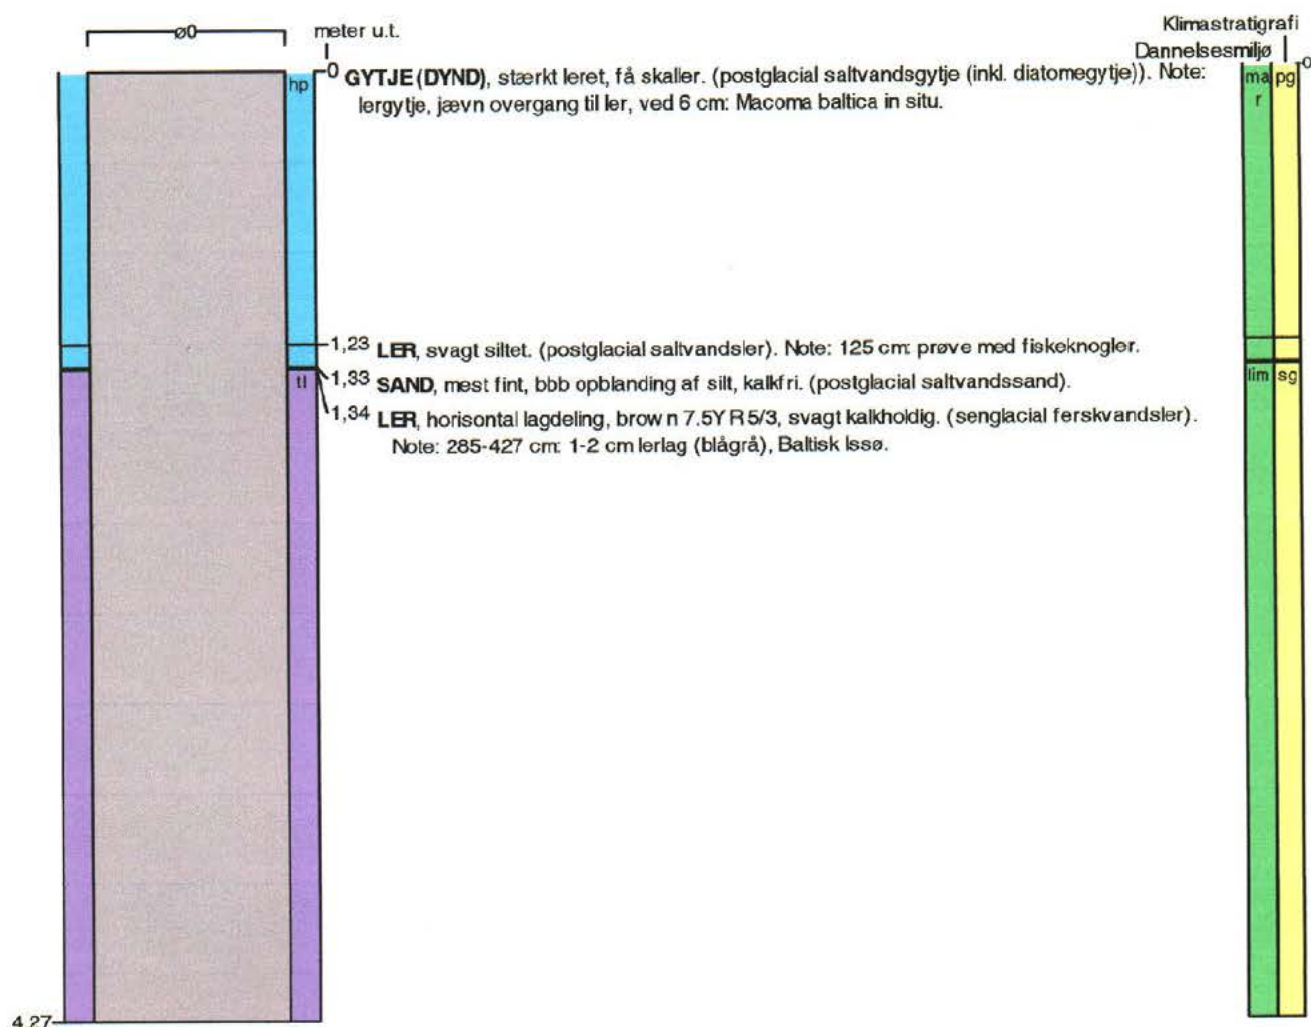 Klimastratigrafi
ø0 meter u.t. Dannelsesmiljø
0 GYTJE (DYND), stærkt leret, få skaller. (postglacial saltvandsgytje (inkl. diatomegytje)). Note: 0
hp lergytje, jævn overgang til ler, ved 6 cm: Macoma baltica in situ. ma pg
r
1,23 LER, svagt siltet. (postglacial saltvandsler). Note: 125 cm: prøve med fiskeknogler.
tl 1,33 SAND, mest fint, bbb opblanding af silt, kalkfri. (postglacial saltvandssand). lim sg
1,34 LER, horisontal lagdeling, brown 7.5YR5/3, svagt kalkholdig. (senglacial ferskvandsler).
Note: 285-427 cm: 1-2 cm lerlag (blågrå), Baltisk Issø.
4,27